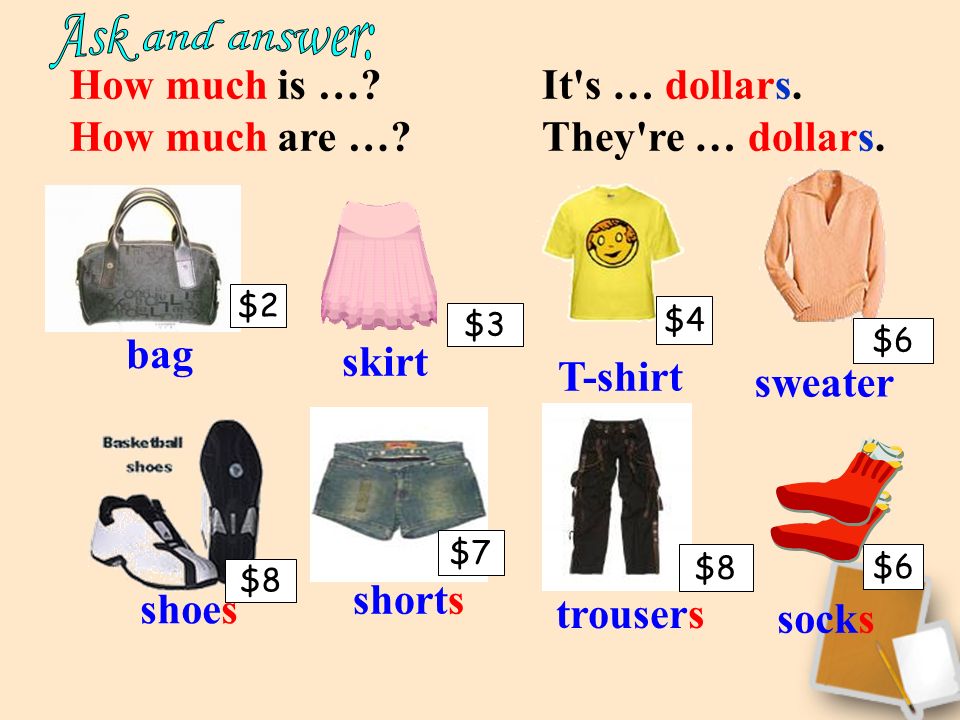 Ask and answer:
How much is …? It's … dollars.
How much are …? They're … dollars.
$2
$3
$4
$6
bag
skirt
T-shirt
sweater
Basketball
shoes
$8
$7
$8
$6
shoes
shorts
trousers
socks